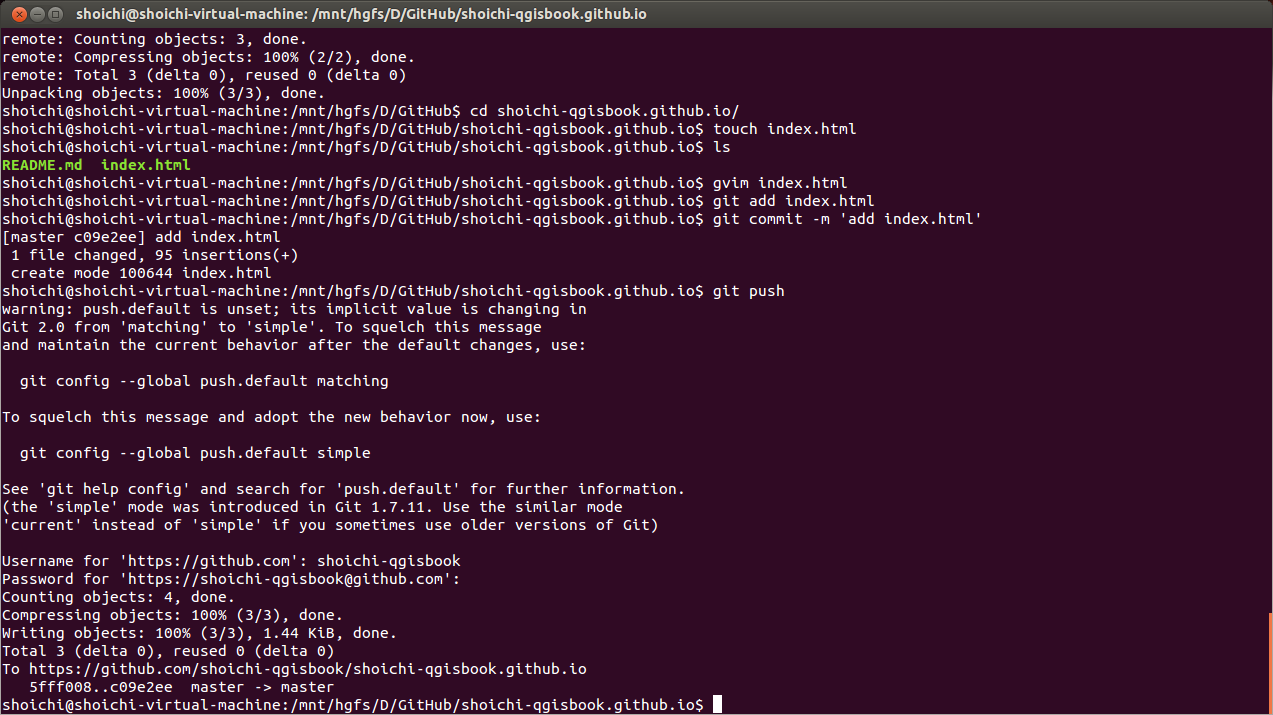 shoichi@shoichi-virtual-machine: /mnt/hgfs/D/GitHub/shoichi-qgisbook.github.io
remote: Counting objects: 3, done.
remote: Compressing objects: 100% (2/2), done.
remote: Total 3 (delta 0), reused 0 (delta 0)
Unpacking objects: 100% (3/3), done.
shoichi@shoichi-virtual-machine:/mnt/hgfs/D/GitHub$ cd shoichi-qgisbook.github.io/
shoichi@shoichi-virtual-machine:/mnt/hgfs/D/GitHub/shoichi-qgisbook.github.io$ touch index.html
shoichi@shoichi-virtual-machine:/mnt/hgfs/D/GitHub/shoichi-qgisbook.github.io$ ls
README.md  index.html
shoichi@shoichi-virtual-machine:/mnt/hgfs/D/GitHub/shoichi-qgisbook.github.io$ gvim index.html
shoichi@shoichi-virtual-machine:/mnt/hgfs/D/GitHub/shoichi-qgisbook.github.io$ git add index.html
shoichi@shoichi-virtual-machine:/mnt/hgfs/D/GitHub/shoichi-qgisbook.github.io$ git commit -m 'add index.html'
[master c09e2ee] add index.html
 1 file changed, 95 insertions(+)
 create mode 100644 index.html
shoichi@shoichi-virtual-machine:/mnt/hgfs/D/GitHub/shoichi-qgisbook.github.io$ git push
warning: push.default is unset; its implicit value is changing in
Git 2.0 from 'matching' to 'simple'. To squelch this message
and maintain the current behavior after the default changes, use:

  git config --global push.default matching

To squelch this message and adopt the new behavior now, use:

  git config --global push.default simple

See 'git help config' and search for 'push.default' for further information.
(the 'simple' mode was introduced in Git 1.7.11. Use the similar mode
'current' instead of 'simple' if you sometimes use older versions of Git)

Username for 'https://github.com': shoichi-qgisbook
Password for 'https://shoichi-qgisbook@github.com':
Counting objects: 4, done.
Compressing objects: 100% (3/3), done.
Writing objects: 100% (3/3), 1.44 KiB, done.
Total 3 (delta 0), reused 0 (delta 0)
To https://github.com/shoichi-qgisbook/shoichi-qgisbook.github.io
   5fff008..c09e2ee  master -> master
shoichi@shoichi-virtual-machine:/mnt/hgfs/D/GitHub/shoichi-qgisbook.github.io$